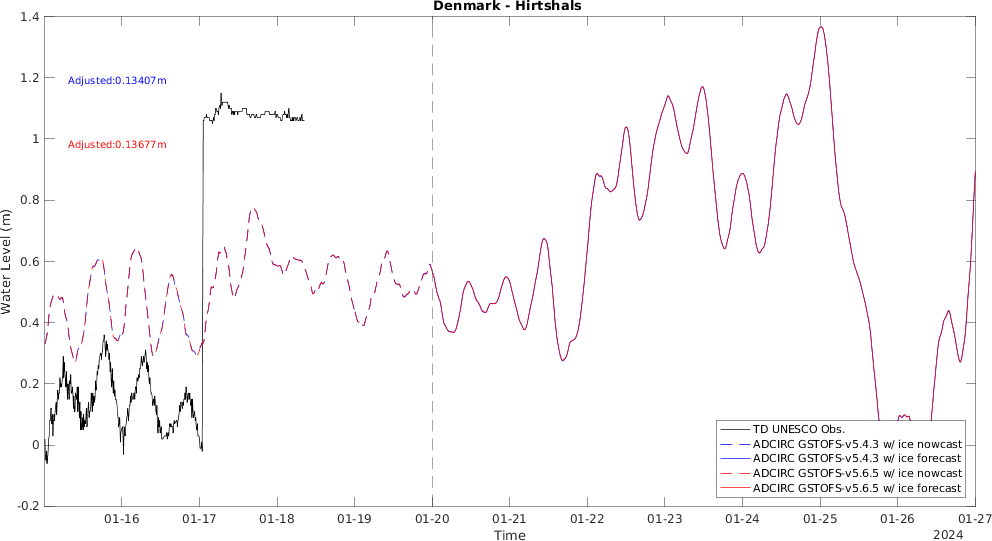 Denmark - Hirtshals
1.4
1.2
1
0.8
0.6
0.4
0.2
0
-0.2
Water Level (m)
Adjusted:0.13407m
Adjusted:0.13677m
TD UNESCO Obs.
ADCIRC GSTOFS-v5.4.3 w/ ice nowcast
ADCIRC GSTOFS-v5.4.3 w/ ice forecast
ADCIRC GSTOFS-v5.6.5 w/ ice nowcast
ADCIRC GSTOFS-v5.6.5 w/ ice forecast
01-16 01-17 01-18 01-19 01-20 01-21 01-22 01-23 01-24 01-25 01-26 01-27
Time
2024